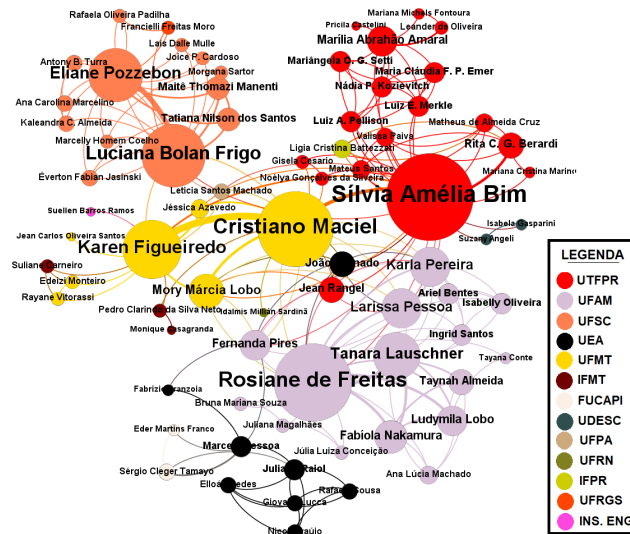 Rafaela Oliveira Padilha
Francielli Freitas Moro
Mariana Michels Fontoura
Pricila Castelini
Leander de Oliveira
Marília Abrahão Amaral
Laís Dalle Mulle
Joice P. Cardoso
Antony B. Turra
Eliane Pozzebon
Morgana Sartor
Maitê Thomazi Manenti
Mariângela O. G. Setti
Maria Cláudia F. P. Emer
Nádia P. Kozievitch
Ana Carolina Marcelino
Tatiana Nilson dos Santos
Luiz E. Merkle
Kaleandra C. Almeida
Luiz A. Pellison
Matheus de Almeida Cruz
Valissa Paiva
Marcelly Homem Coelho
Ligia Cristina Battezzati
Rita C. G. Berardi
Luciana Bolan Frigo
Gisela Cesario
Mateus Santos
Mariana Cristina Marino
Éverton Fabian Jasinski
Noélya Gonçalves da Silveira
Leticia Santos Machado
Sílvia Amélia Bim
Jéssica Azevedo
Suellen Barros Ramos
Isabela Gasparini
Cristiano Maciel
Jean Carlos Oliveira Santos
Suzany Angeli
Karen Figueiredo
LEGENDA
Suliane Carneiro
Karla Pereira
UTFPR
Edeizi Monteiro
Jean Rangel
Ariel Bentes
UFAM
Rayane Vitorassi
Mory Márcia Lobo
Larissa Pessoa
Isabelly Oliveira
UFSC
Pedro Clarindo da Silva Neto
UEA
Monique Casagranda
Ingrid Santos
UFMT
Fernanda Pires
Tanara Lauschner
Tayana Conte
IFMT
Rosiane de Freitas
Taynah Almeida
FUCAPI
Bruna Mariana Souza
UDESC
Juliana Magalhães
Ludymila Lobo
UFPA
Eder Martins Franco
Fabíola Nakamura
UFRN
Júlia Luiza Conceição
IFPR
Sérgio Cleger Tamayo
Ana Lúcia Machado
UFRGS
INS. ENG